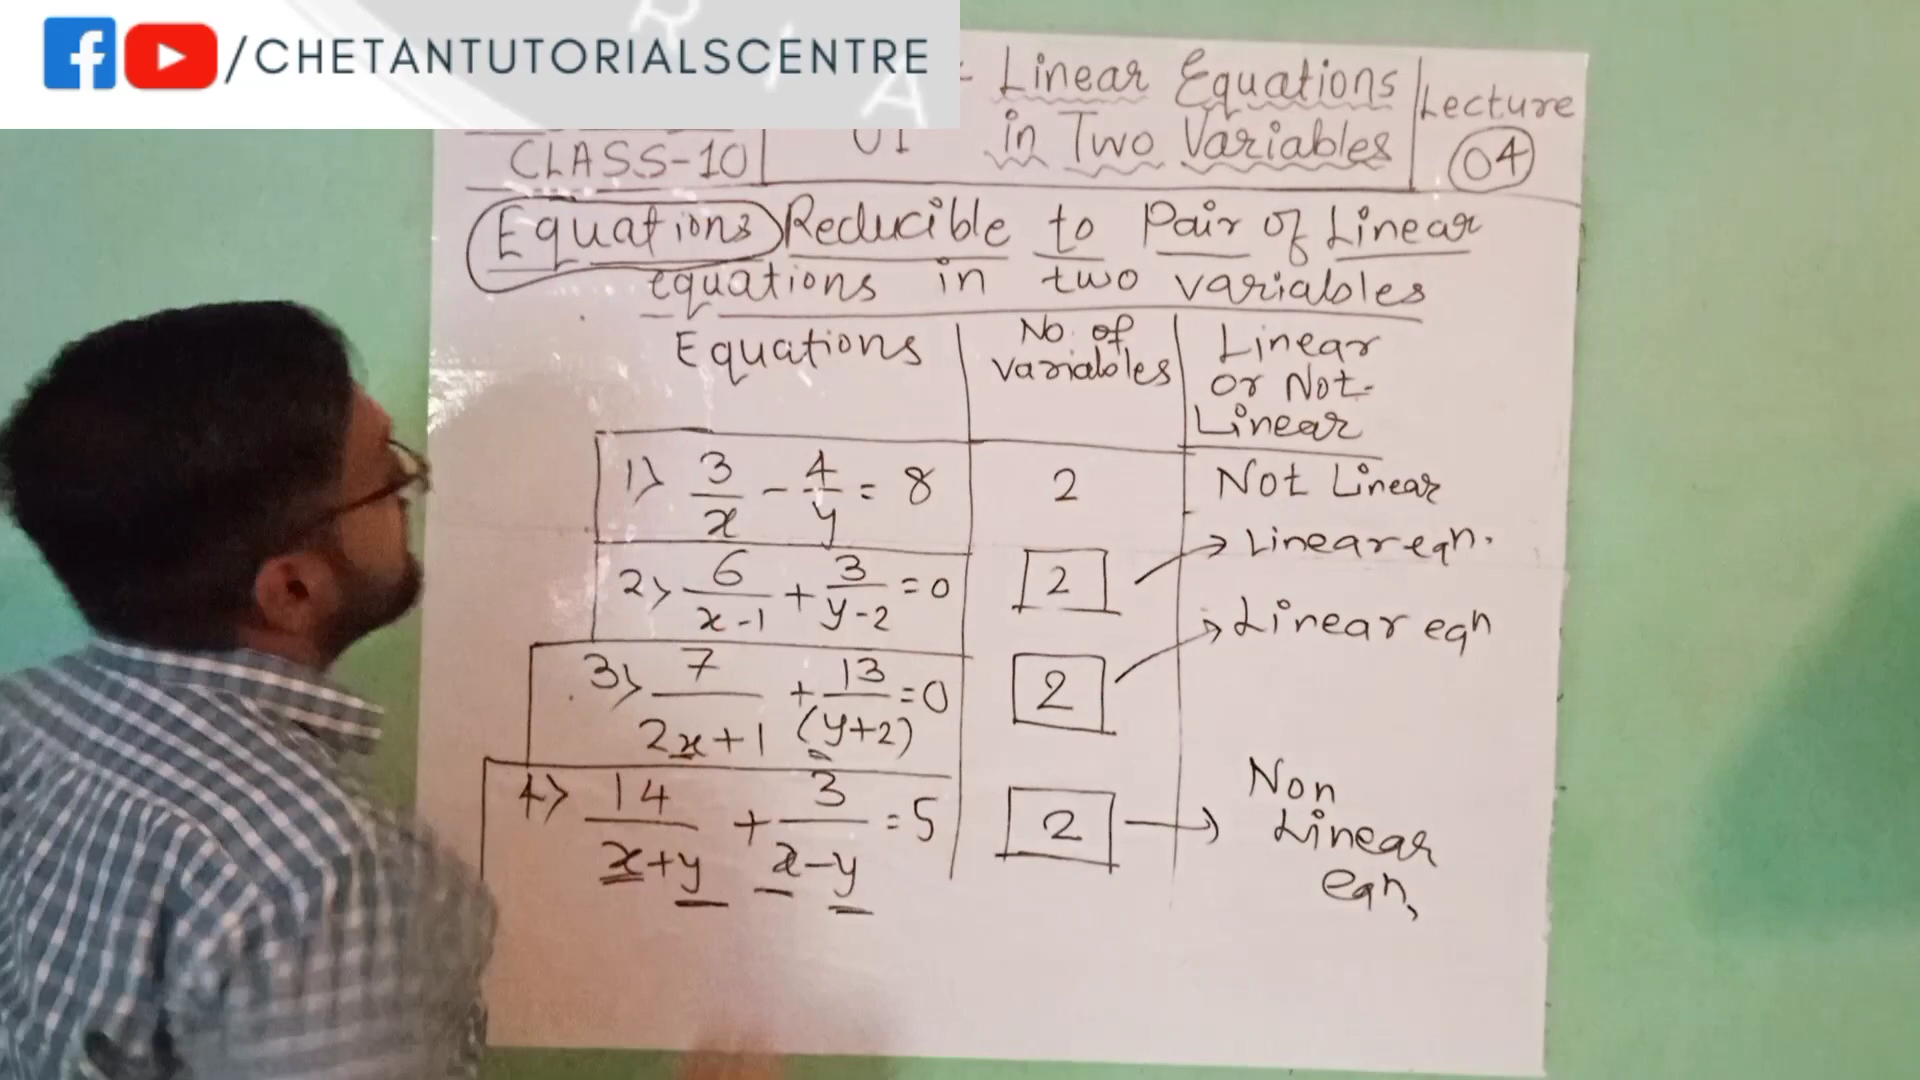 /CHETANTUTORIALSCENTRE
R I A
CLASS-10
01
- Linear Equations
in Two Variables
Lecture
04
Equations Reducible to Pair of Linear
equations in two variables
Equations
No. of
variables
Linear
or Not-
Linear
1> 3/x - 4/y = 8
2
Not Linear
2> 6/x-1 + 3/y-2 = 0
2
→ Linear eqn.
3> 7/2x+1 + 13/(y+2) = 0
2
→ Linear eqn
4> 14/x+y + 3/x-y = 5
2 →
Non
Linear
eqn,